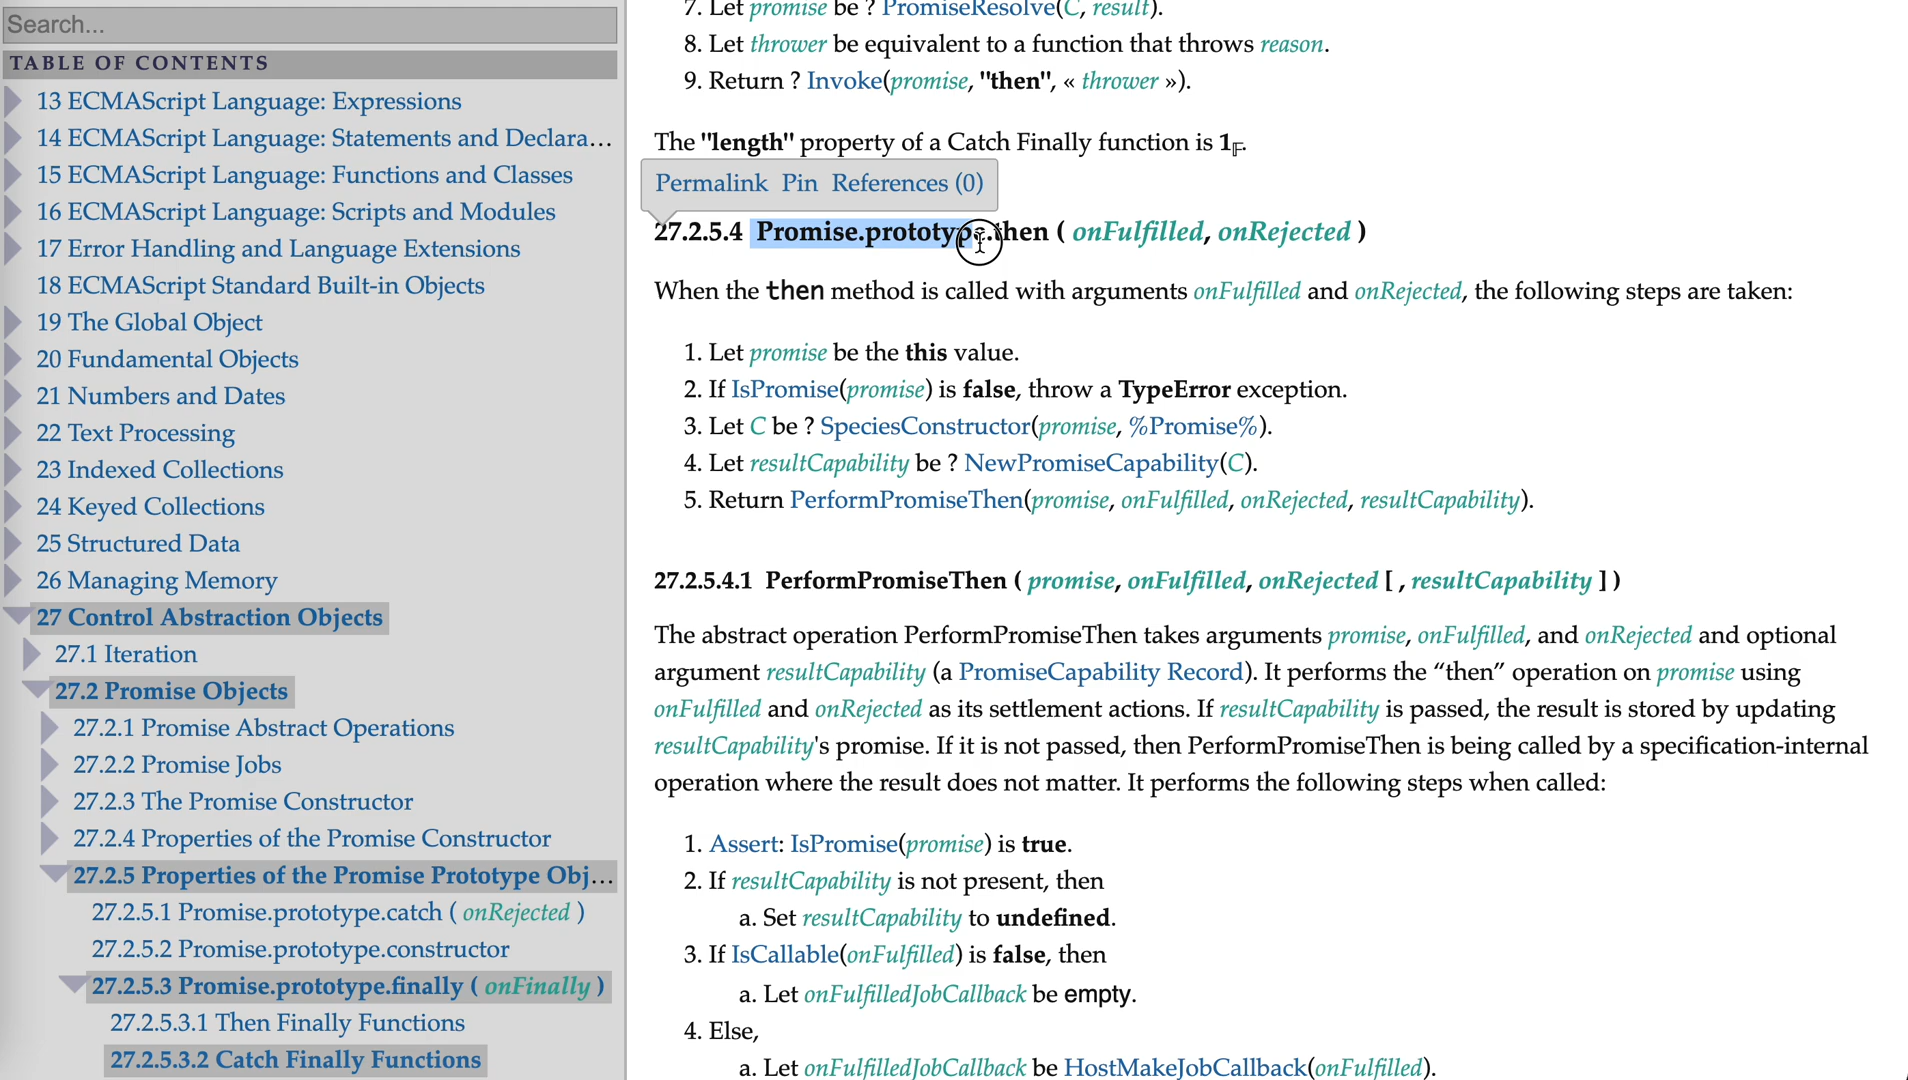 Search...
TABLE OF CONTENTS
13 ECMAScript Language: Expressions
14 ECMAScript Language: Statements and Declara…
15 ECMAScript Language: Functions and Classes
16 ECMAScript Language: Scripts and Modules
17 Error Handling and Language Extensions
18 ECMAScript Standard Built-in Objects
19 The Global Object
20 Fundamental Objects
21 Numbers and Dates
22 Text Processing
23 Indexed Collections
24 Keyed Collections
25 Structured Data
26 Managing Memory
27 Control Abstraction Objects
27.1 Iteration
27.2 Promise Objects
27.2.1 Promise Abstract Operations
27.2.2 Promise Jobs
27.2.3 The Promise Constructor
27.2.4 Properties of the Promise Constructor
27.2.5 Properties of the Promise Prototype Obj…
27.2.5.1 Promise.prototype.catch ( onRejected )
27.2.5.2 Promise.prototype.constructor
27.2.5.3 Promise.prototype.finally ( onFinally )
27.2.5.3.1 Then Finally Functions
27.2.5.3.2 Catch Finally Functions
7. Let promise be ? PromiseResolve(C, result).
8. Let thrower be equivalent to a function that throws reason.
9. Return ? Invoke(promise, "then", « thrower »).
The "length" property of a Catch Finally function is 1𝔽.
Permalink Pin References (0)
27.2.5.4 Promise.prototype.then ( onFulfilled, onRejected )
When the then method is called with arguments onFulfilled and onRejected, the following steps are taken:
1. Let promise be the this value.
2. If IsPromise(promise) is false, throw a TypeError exception.
3. Let C be ? SpeciesConstructor(promise, %Promise%).
4. Let resultCapability be ? NewPromiseCapability(C).
5. Return PerformPromiseThen(promise, onFulfilled, onRejected, resultCapability).
27.2.5.4.1 PerformPromiseThen ( promise, onFulfilled, onRejected [ , resultCapability ] )
The abstract operation PerformPromiseThen takes arguments promise, onFulfilled, and onRejected and optional
argument resultCapability (a PromiseCapability Record). It performs the “then” operation on promise using
onFulfilled and onRejected as its settlement actions. If resultCapability is passed, the result is stored by updating
resultCapability's promise. If it is not passed, then PerformPromiseThen is being called by a specification-internal
operation where the result does not matter. It performs the following steps when called:
1. Assert: IsPromise(promise) is true.
2. If resultCapability is not present, then
a. Set resultCapability to undefined.
3. If IsCallable(onFulfilled) is false, then
a. Let onFulfilledJobCallback be empty.
4. Else,
a. Let onFulfilledJobCallback be HostMakeJobCallback(onFulfilled).